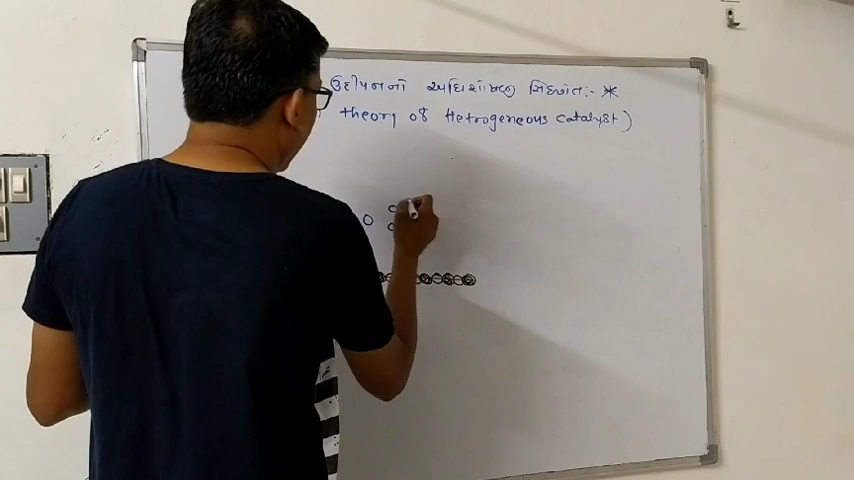 ઉદ્દીપનનો અધિશોષણ સિદ્ધાંત:- *
theory of Hetrogeneous catalyst)